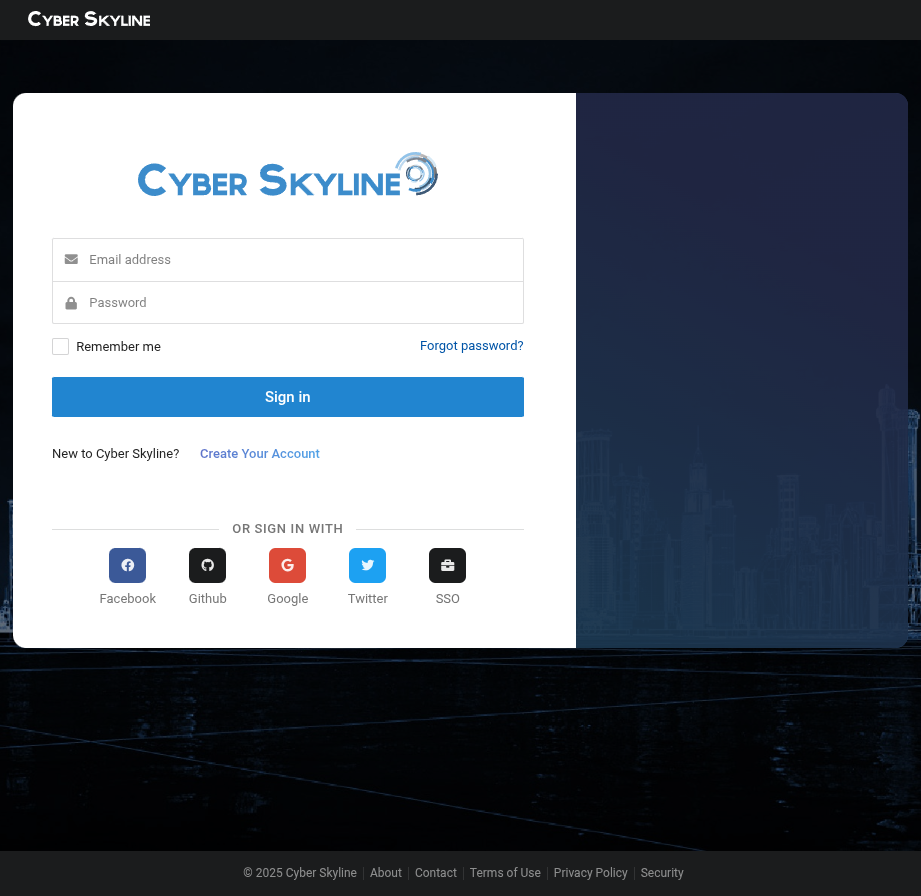 Cyber Skyline
Cyber Skyline
Email address
Password
Remember me
Forgot password?
Sign in
New to Cyber Skyline? Create Your Account
OR SIGN IN WITH
Facebook Github Google Twitter SSO
© 2025 Cyber Skyline About Contact Terms of Use Privacy Policy Security